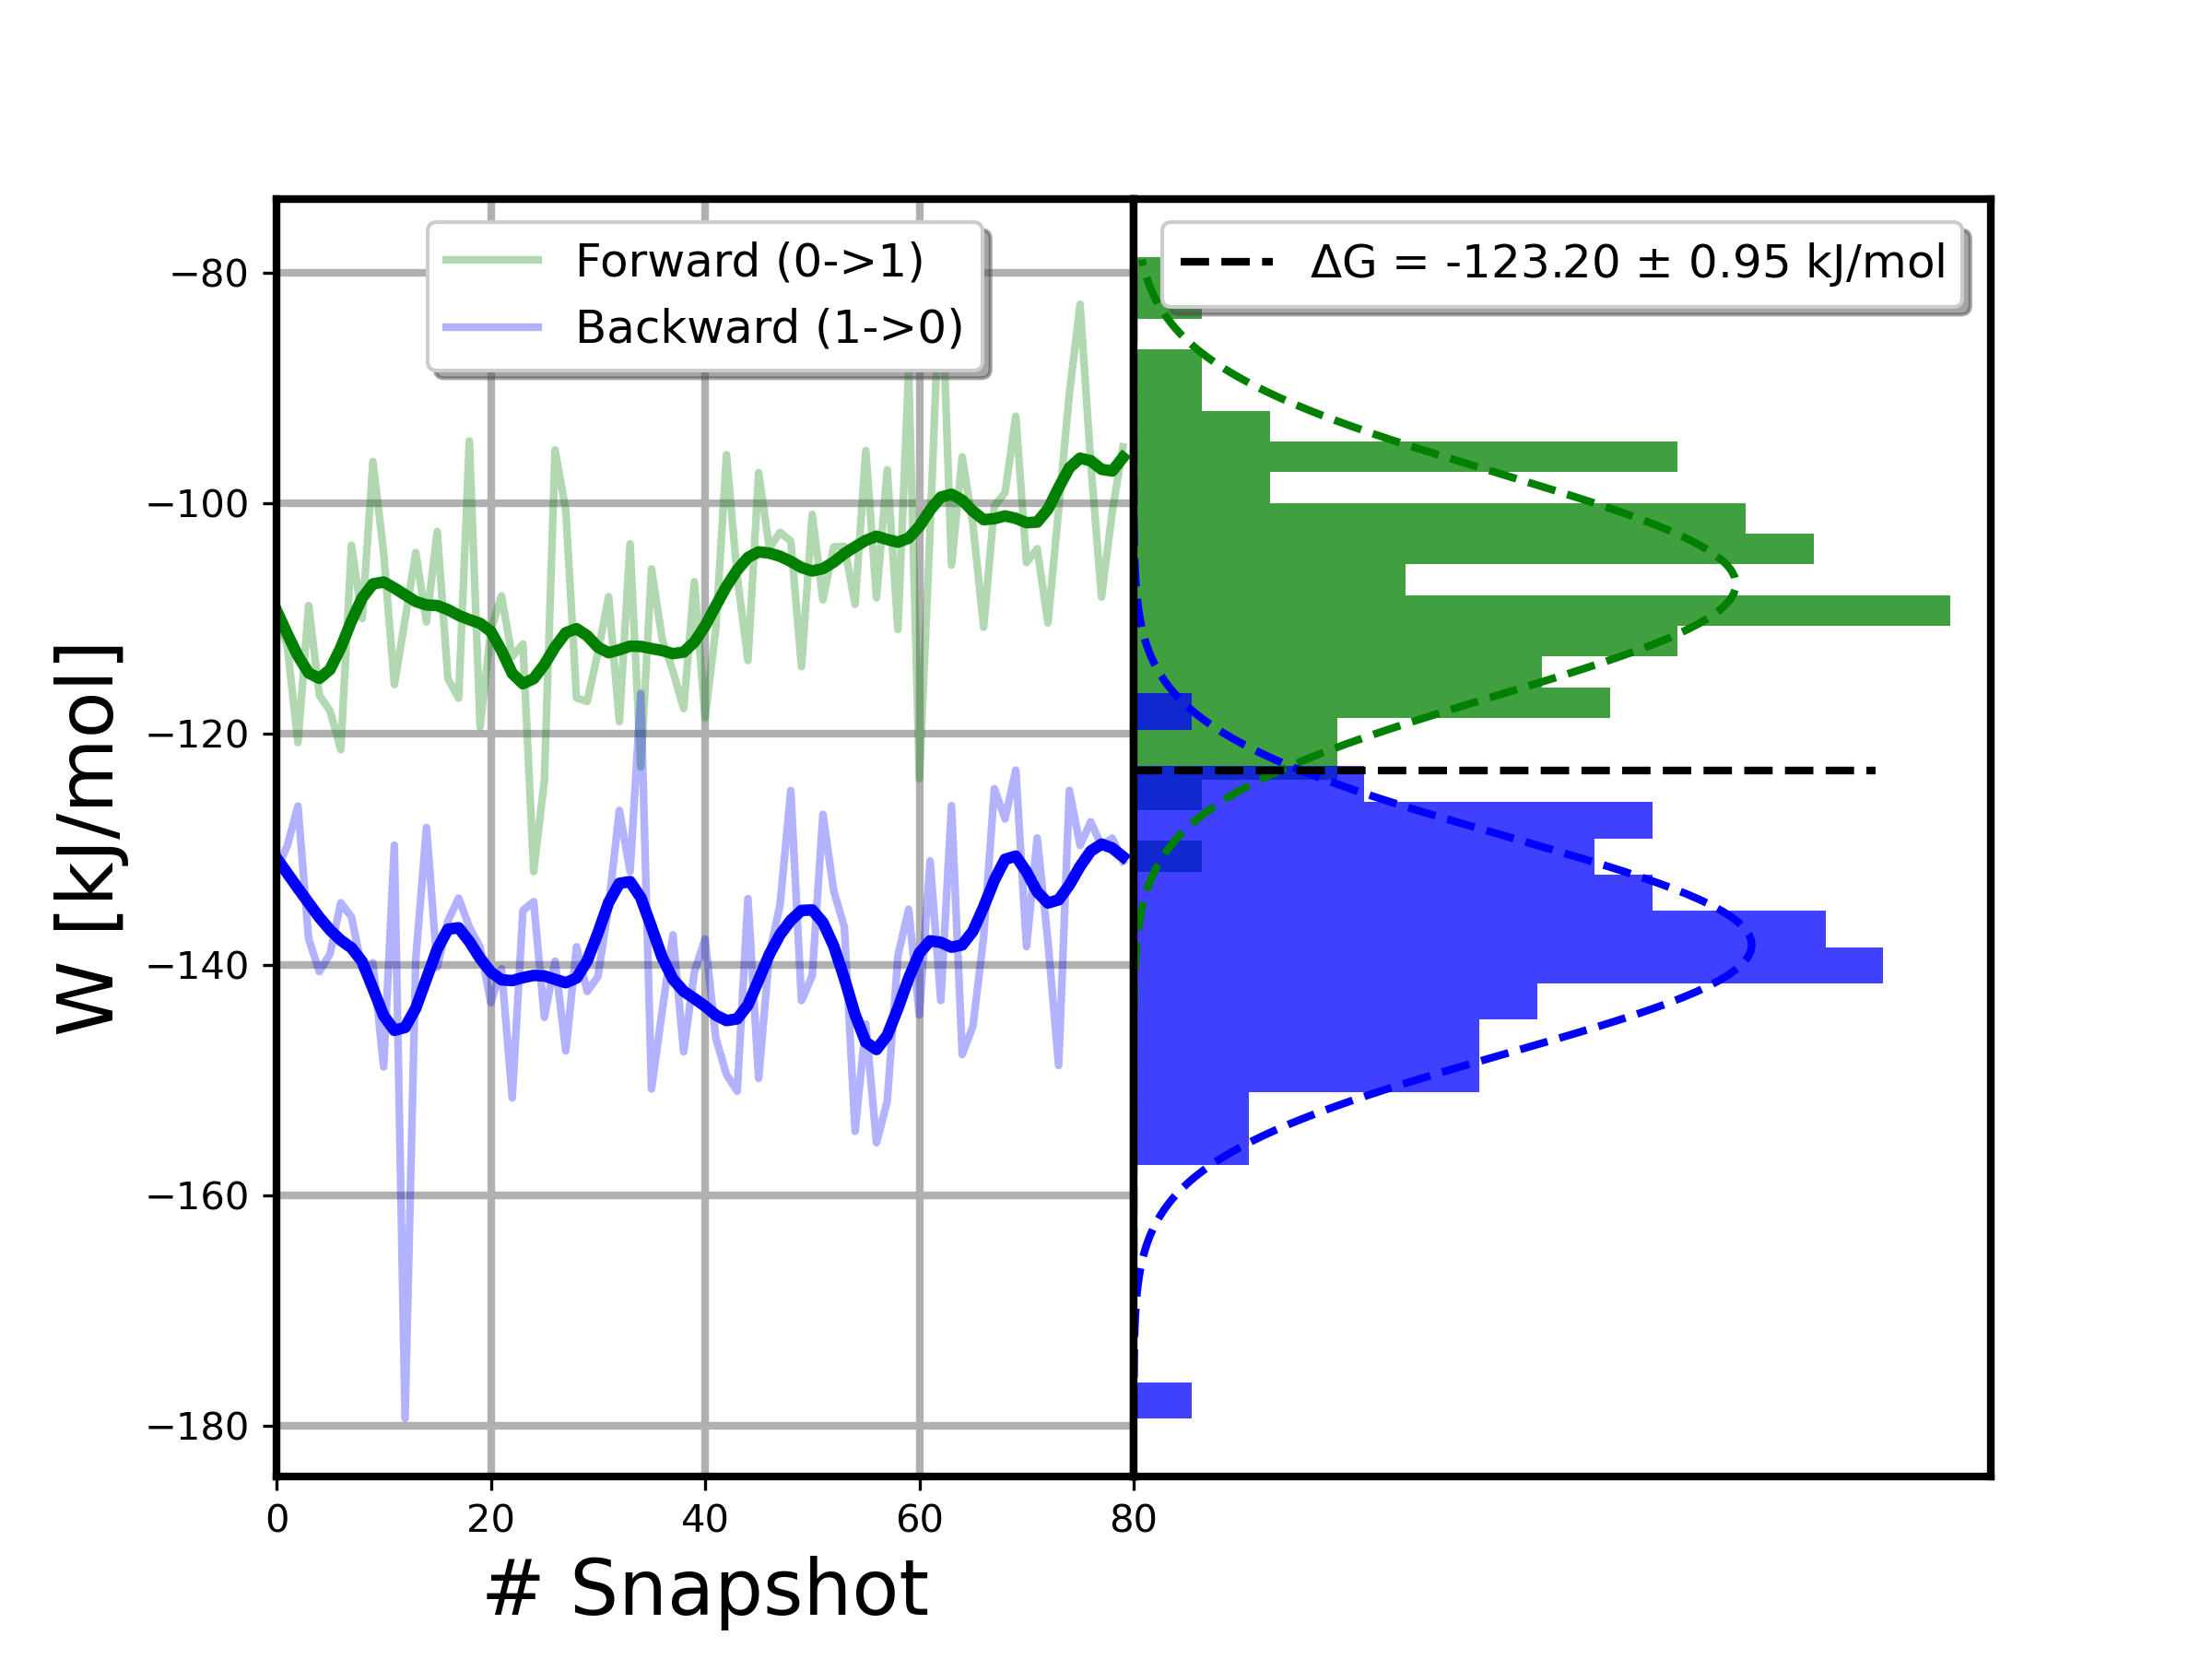 Forward (0->1)
Backward (1->0)
ΔG = -123.20 ± 0.95 kJ/mol
W [kJ/mol]
−80
−100
−120
−140
−160
−180
0 20 40 60 80
# Snapshot